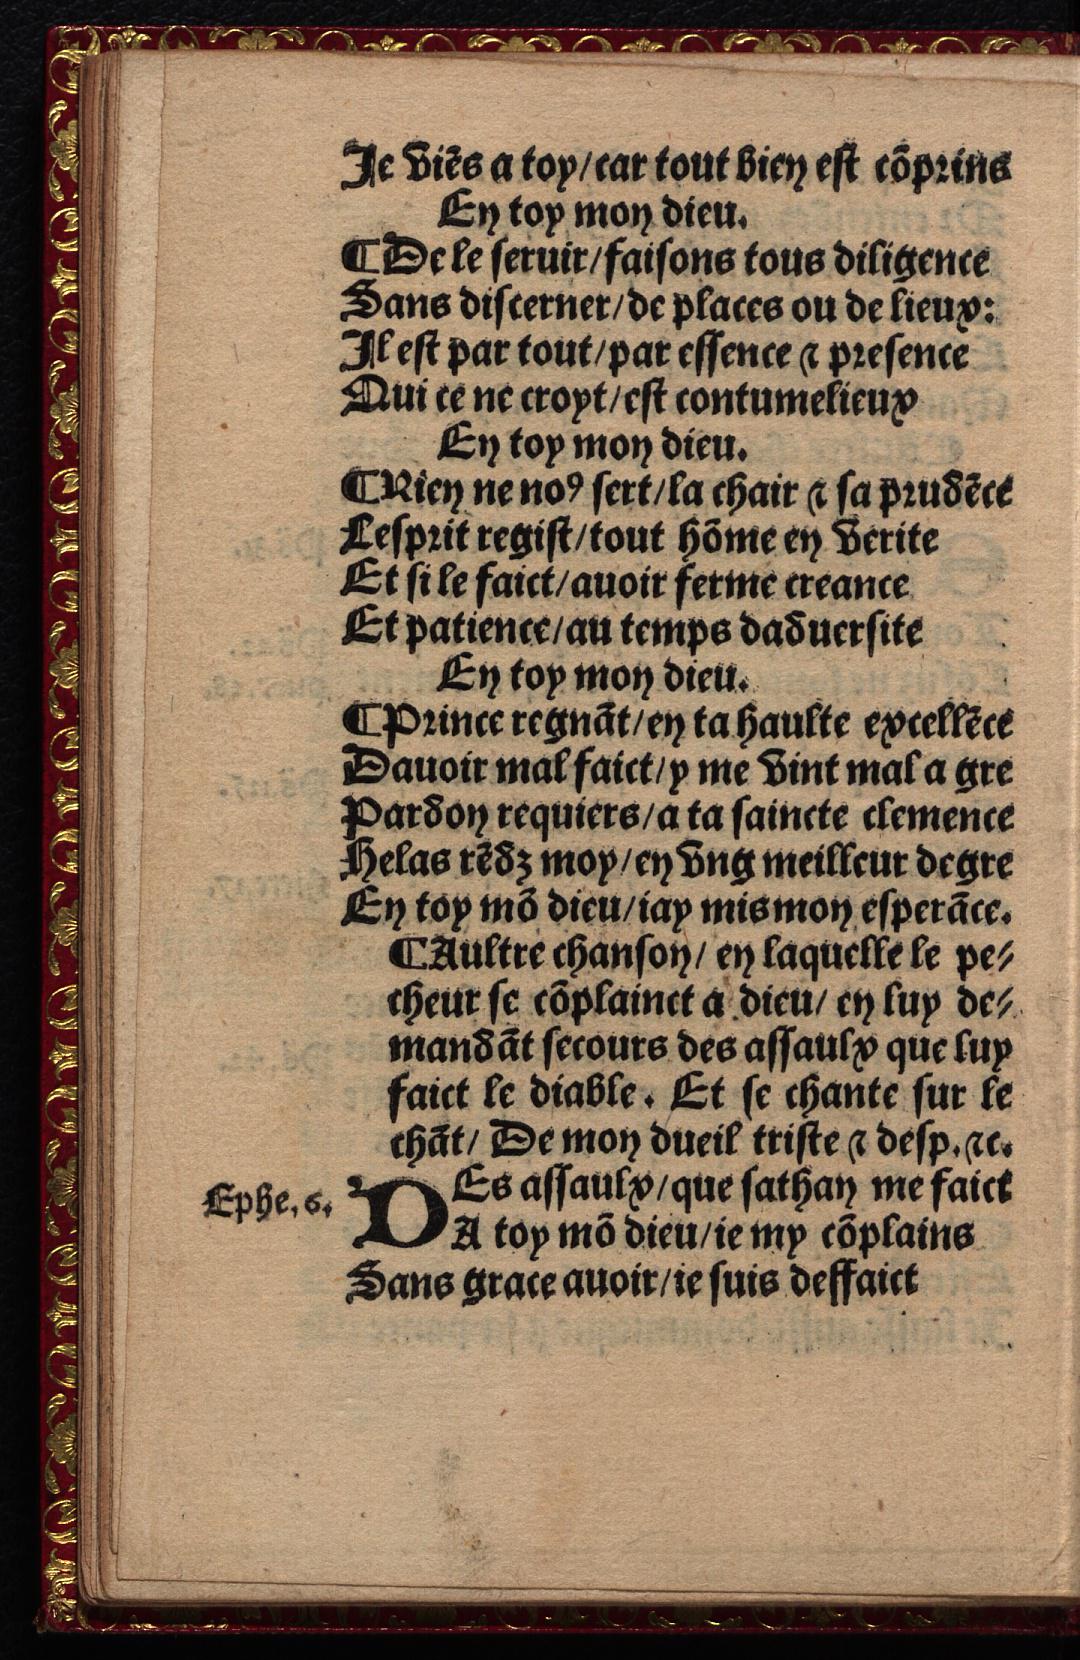 Je viẽs a toy/car tout bien est cõprins
En toy mon dieu.
¶De le seruir/faisons tous diligence
Sans discerner/de places ou de lieux:
Il est par tout/par essence ⁊ presence
Qui ce ne croyt/est contumelieux
En toy mon dieu.
¶Rien ne noꝰ sert/la chair ⁊ sa prudẽce
Lesprit regist/tout hõme en verite
Et si le faict/auoir ferme creance
Et patience/au temps daduersite
En toy mon dieu.
¶Prince regnãt/en ta haulte excellẽce
Dauoir mal faict/y me vint mal a gre
Pardon requiers/a ta saincte clemence
Helas rẽdz moy/en vng meilleur degre
En toy mõ dieu/iay mis mon esperãce.
¶Aultre chanson/ en laquelle le pe⸗
cheur se cõplainct a dieu/ en luy de⸗
mandãt secours des assaulx que luy
faict le diable. Et se chante sur le
chãt/ De mon dueil triste ⁊ desp. ⁊c.
Ephe. 6.
DEs assaulx/que sathan me faict
A toy mõ dieu/ie my cõplains
Sans grace auoir/ie suis deffaict